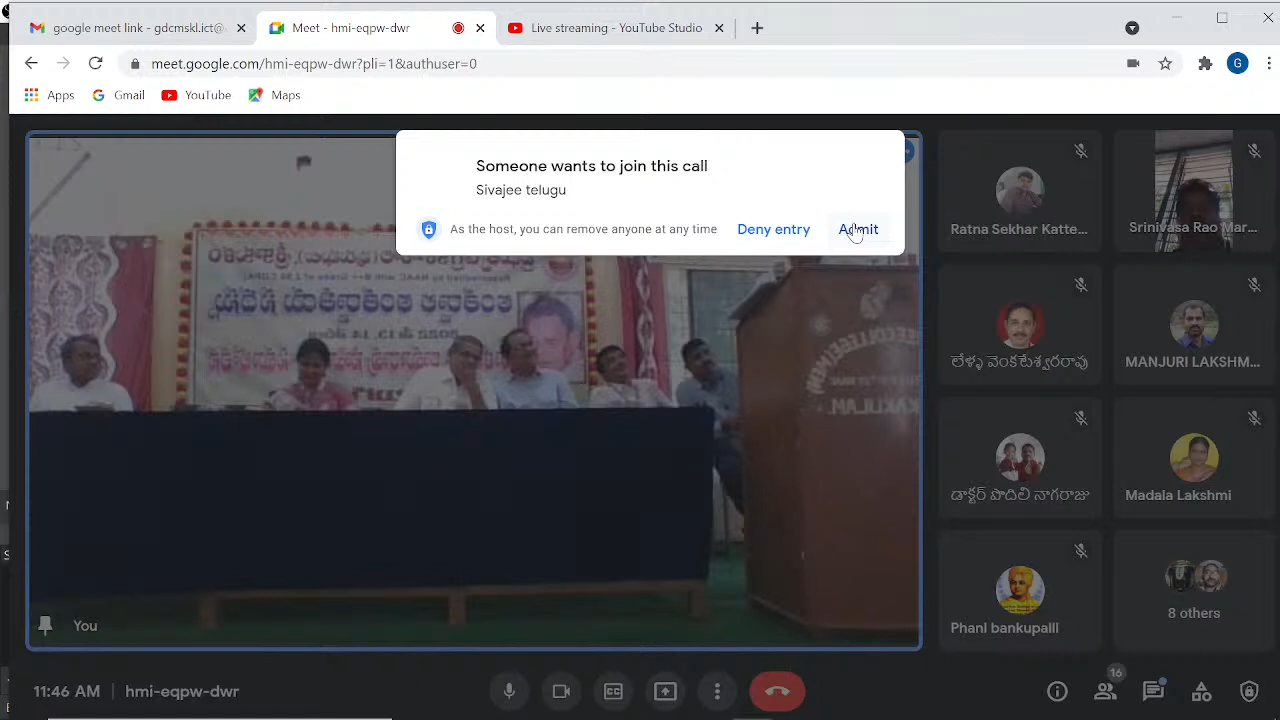 google meet link - gdcmskl.ict@
Meet - hmi-eqpw-dwr
Live streaming - YouTube Studio
meet.google.com/hmi-eqpw-dwr?pli=1&authuser=0
G
Apps
Gmail
YouTube
Maps
Someone wants to join this call
Sivajee telugu
As the host, you can remove anyone at any time
Deny entry
Admit
Ratna Sekhar Katte...
Srinivasa Rao Mar...
లేళ్ళ వెంకటేశ్వరరావు
MANJURI LAKSHM...
డాక్టర్ పొదిలి నాగరాజు
Madala Lakshmi
Phani bankupalli
8 others
You
11:46 AM
hmi-eqpw-dwr
CC
16